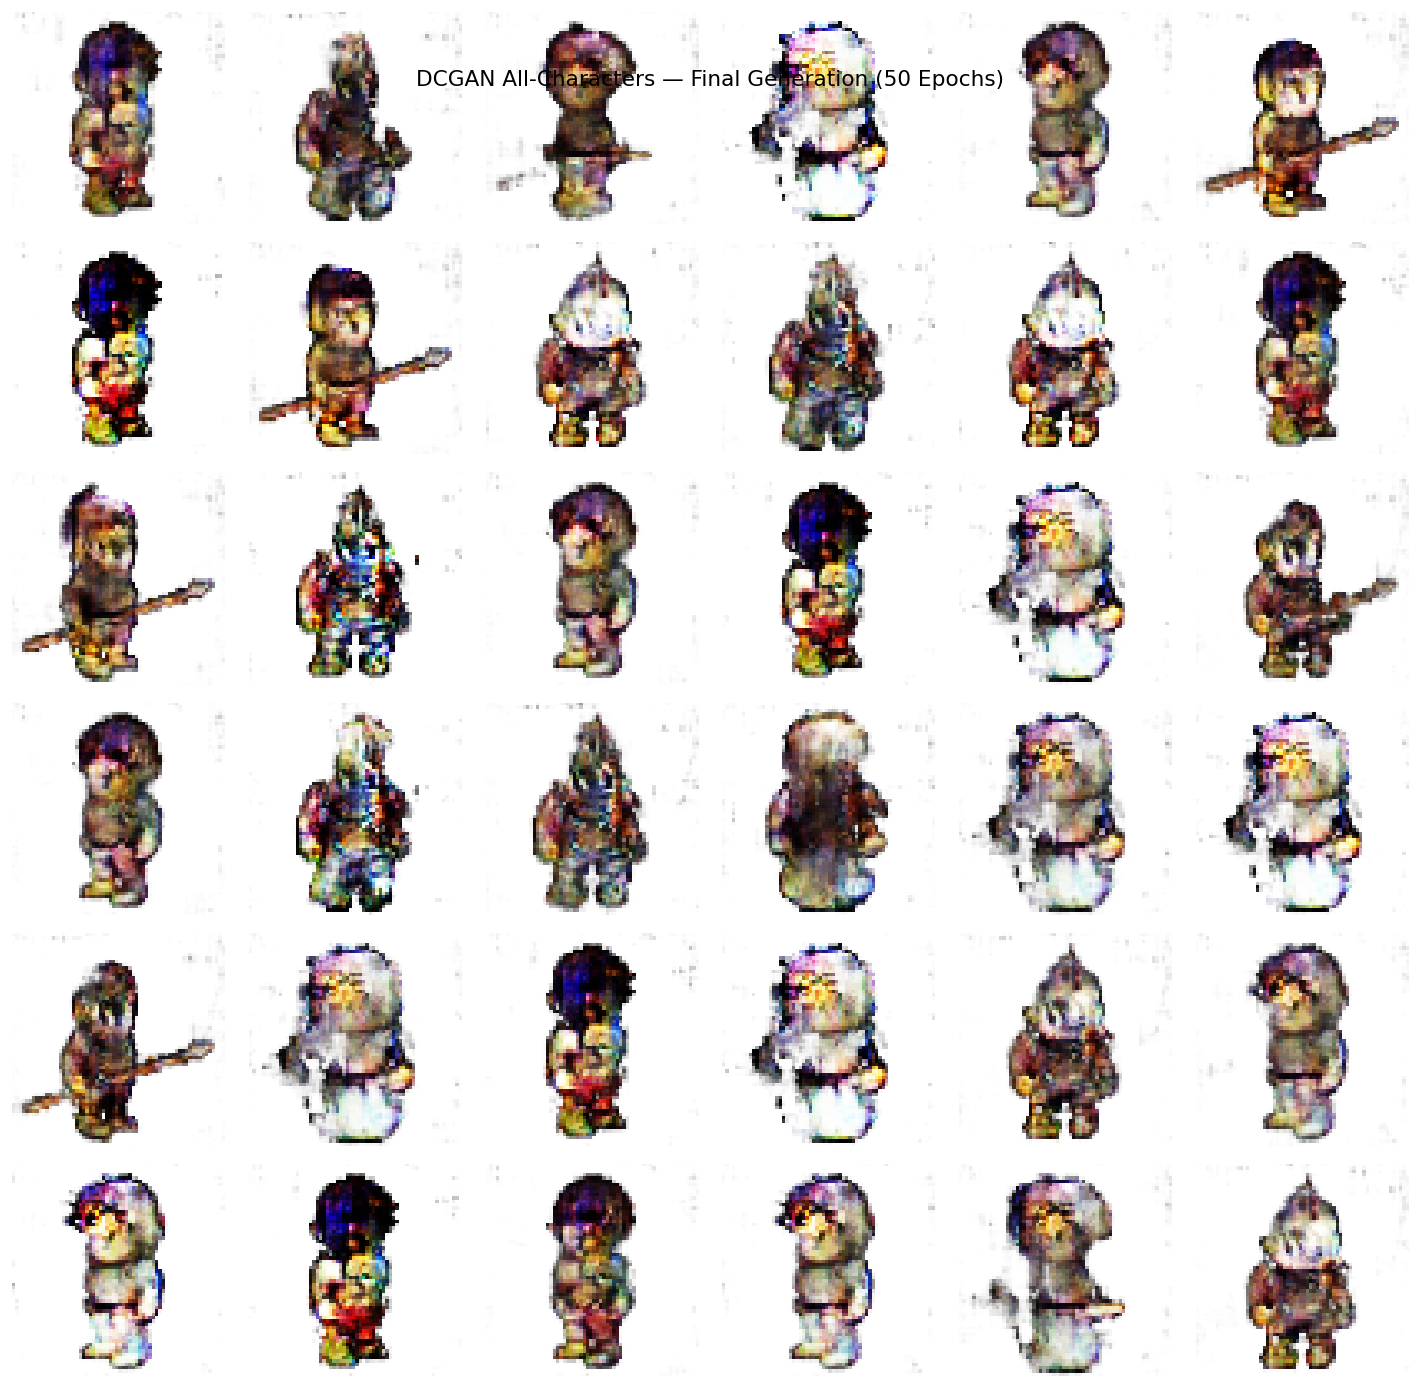 DCGAN All-Characters — Final Generation (50 Epochs)